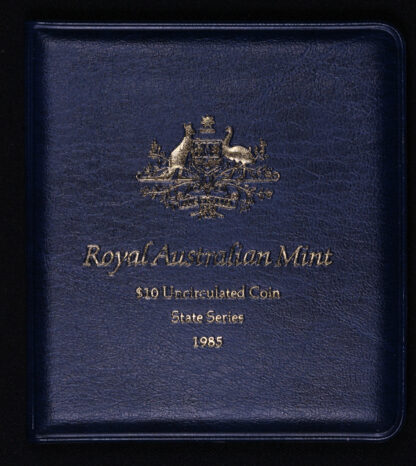 Royal Australian Mint
$10 Uncirculated Coin
State Series
1985